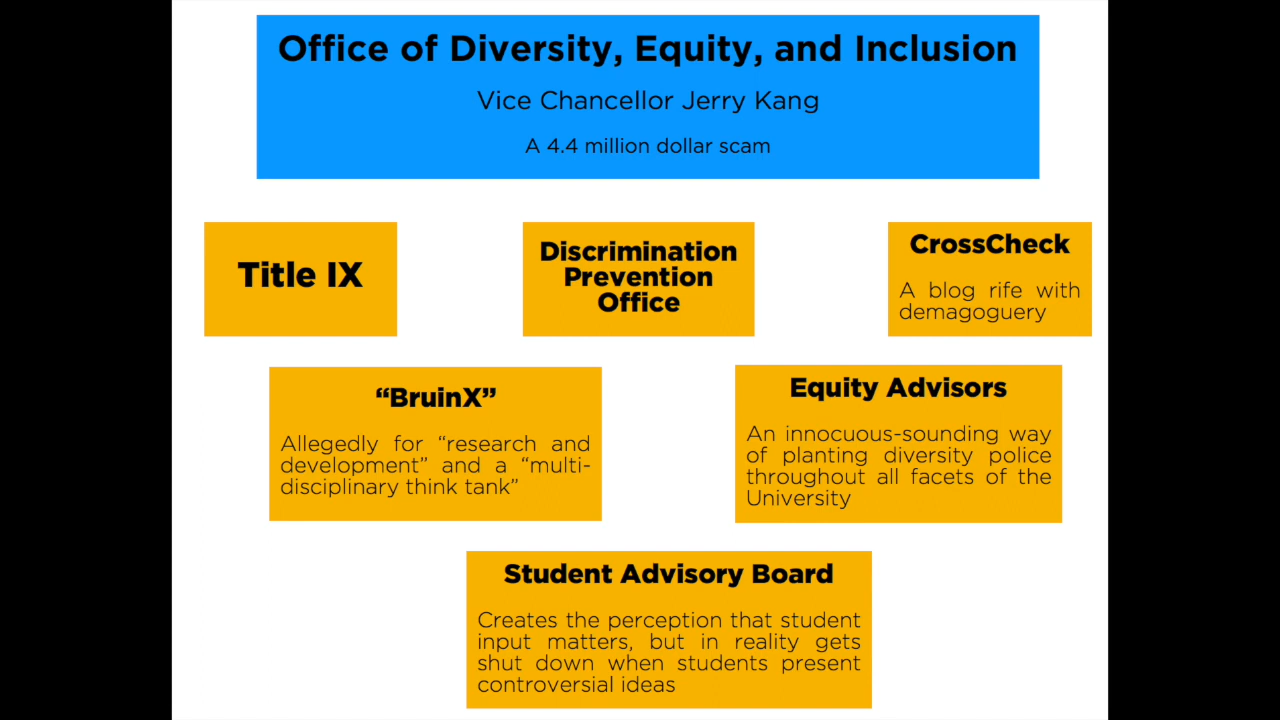 Office of Diversity, Equity, and Inclusion
Vice Chancellor Jerry Kang
A 4.4 million dollar scam
Title IX
Discrimination
Prevention
Office
CrossCheck
A blog rife with
demagoguery
“BruinX”
Allegedly for “research and
development” and a “multi-
disciplinary think tank”
Equity Advisors
An innocuous-sounding way
of planting diversity police
throughout all facets of the
University
Student Advisory Board
Creates the perception that student
input matters, but in reality gets
shut down when students present
controversial ideas